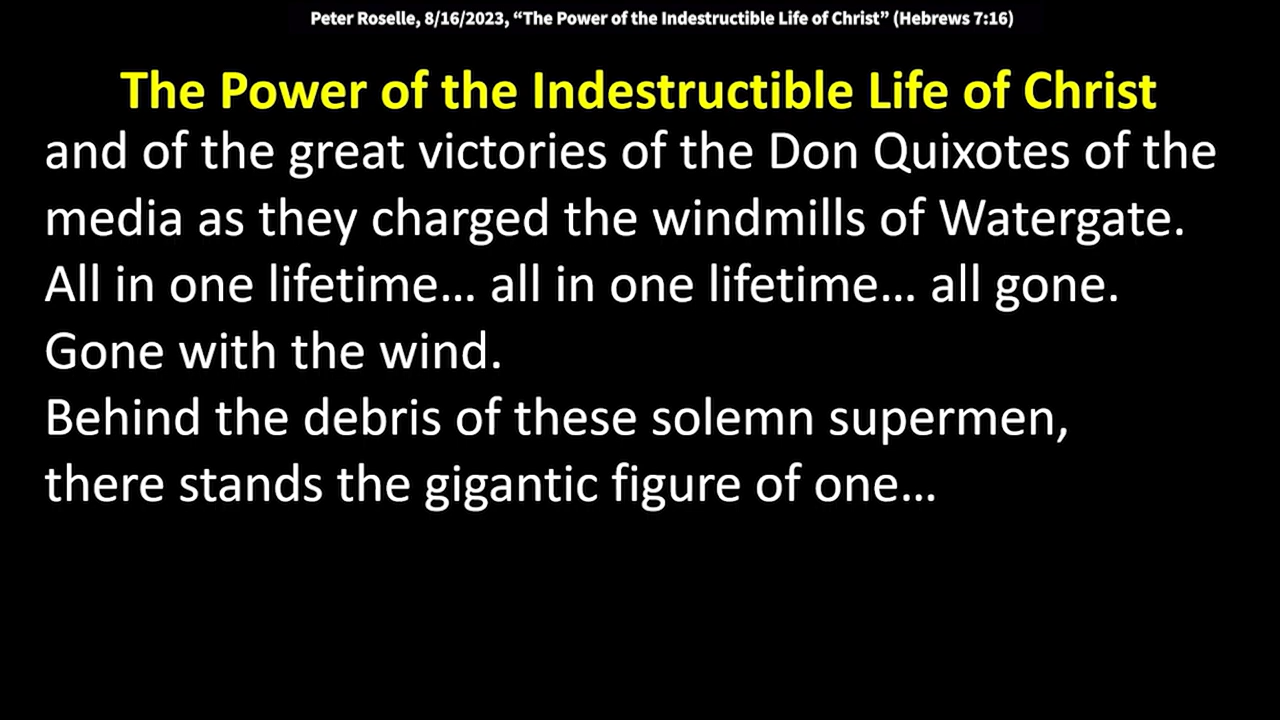 Peter Roselle, 8/16/2023, “The Power of the Indestructible Life of Christ” (Hebrews 7:16)
The Power of the Indestructible Life of Christ
and of the great victories of the Don Quixotes of the
media as they charged the windmills of Watergate.
All in one lifetime… all in one lifetime… all gone.
Gone with the wind.
Behind the debris of these solemn supermen,
there stands the gigantic figure of one…